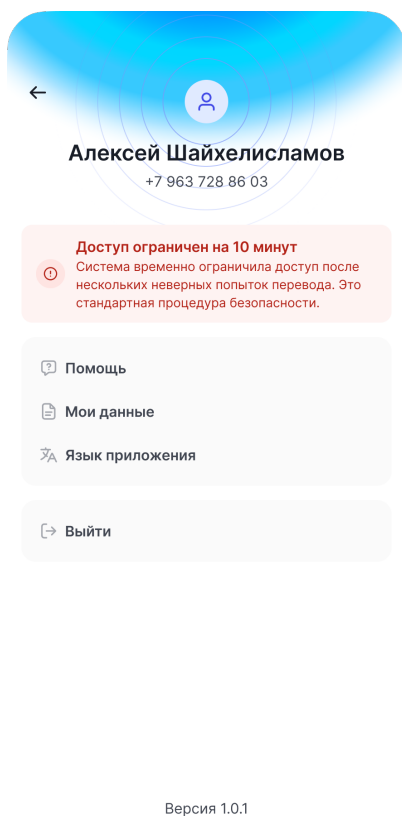 Алексей Шайхелисламов
+7 963 728 86 03
Доступ ограничен на 10 минут
Система временно ограничила доступ после
нескольких неверных попыток перевода. Это
стандартная процедура безопасности.
Помощь
Мои данные
Язык приложения
Выйти
Версия 1.0.1